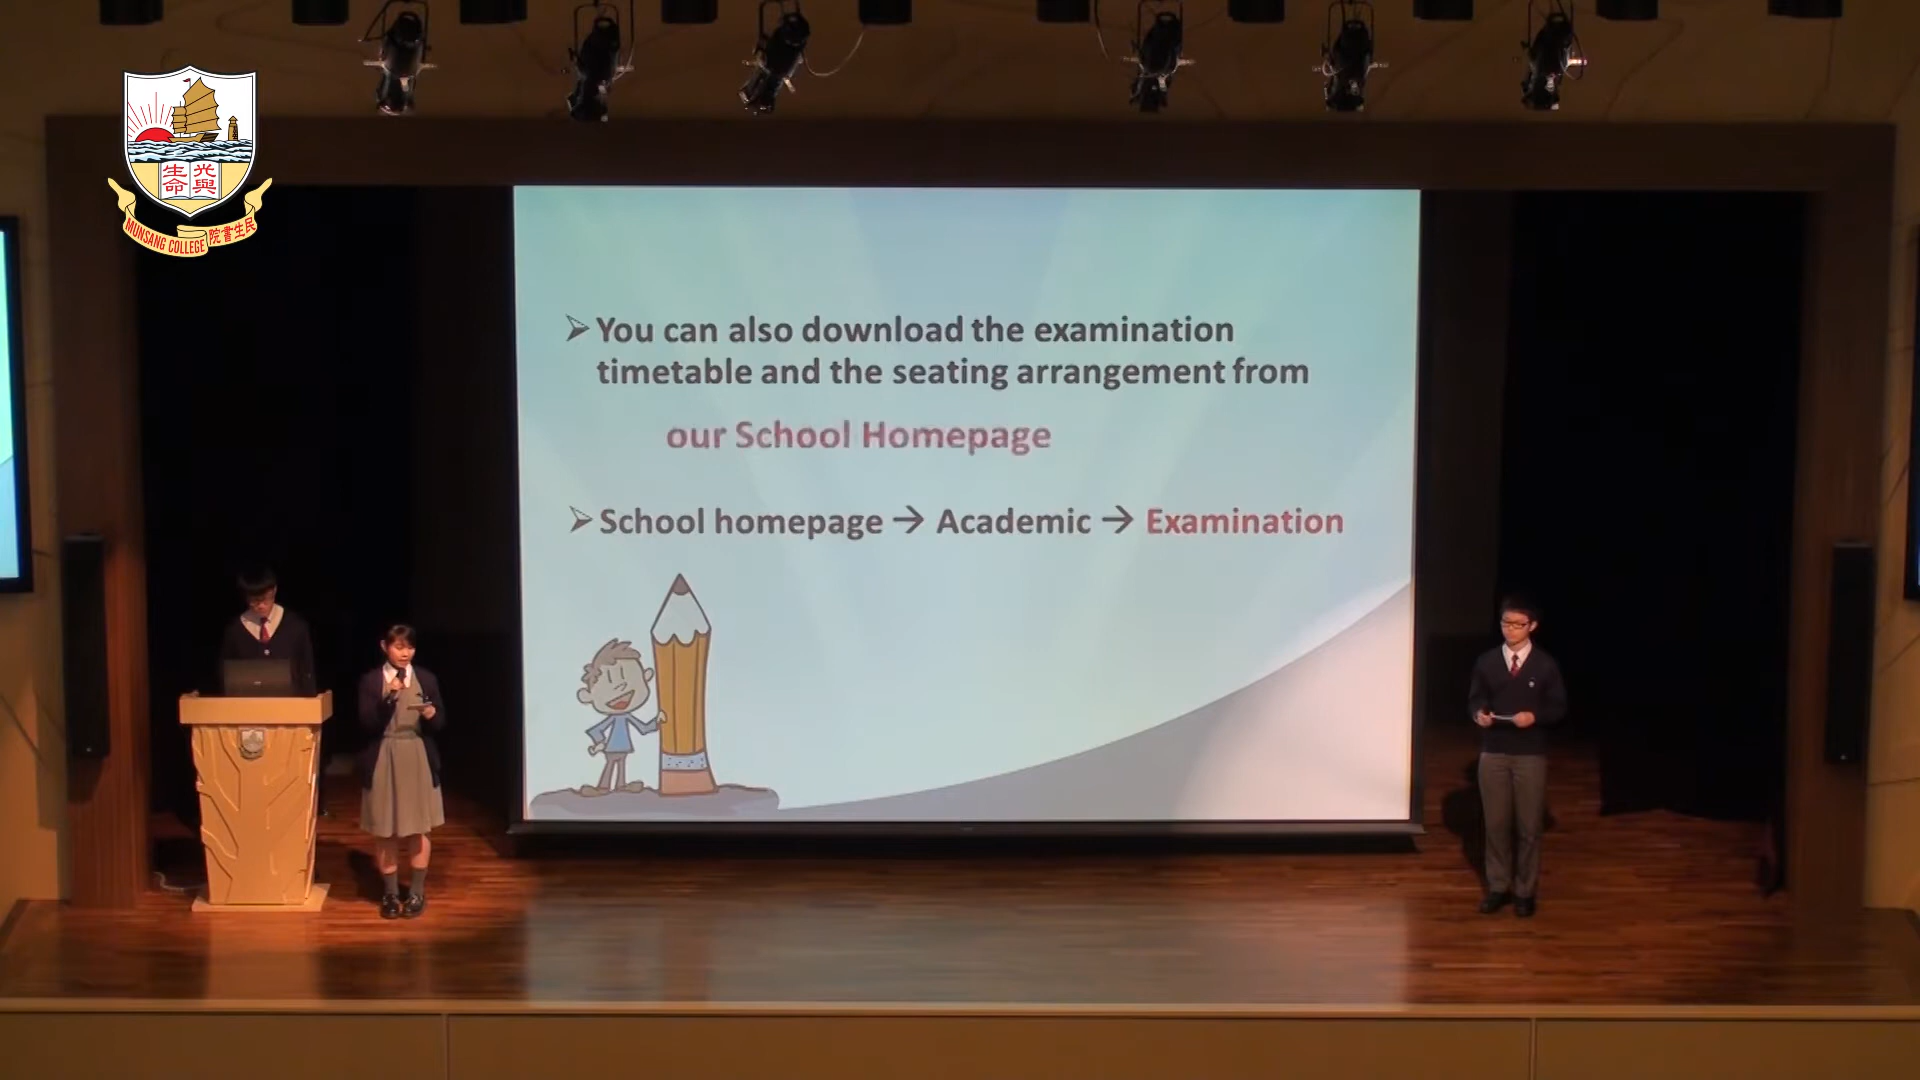 生 光
命 與
MUNSANG COLLEGE 院書生民
You can also download the examination
timetable and the seating arrangement from
our School Homepage
School homepage → Academic → Examination